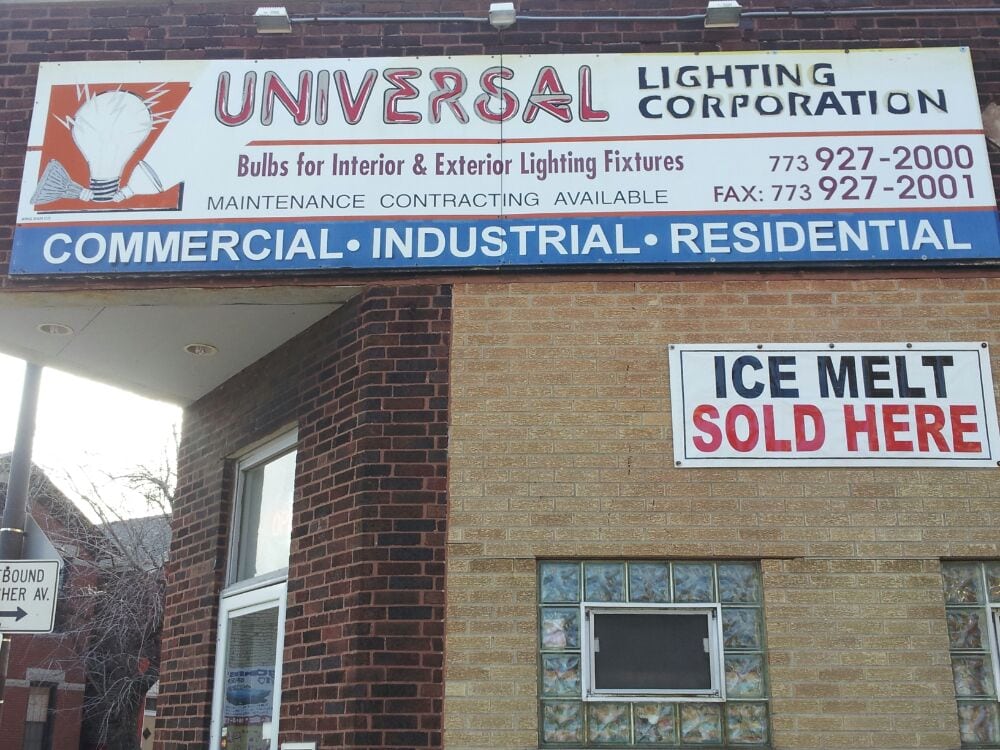 UNIVERSAL LIGHTING CORPORATION
Bulbs for Interior & Exterior Lighting Fixtures
773 927-2000
MAINTENANCE CONTRACTING AVAILABLE
FAX: 773 927-2001
COMMERCIAL • INDUSTRIAL • RESIDENTIAL
ICE MELT
SOLD HERE
BOUND
HER AV.